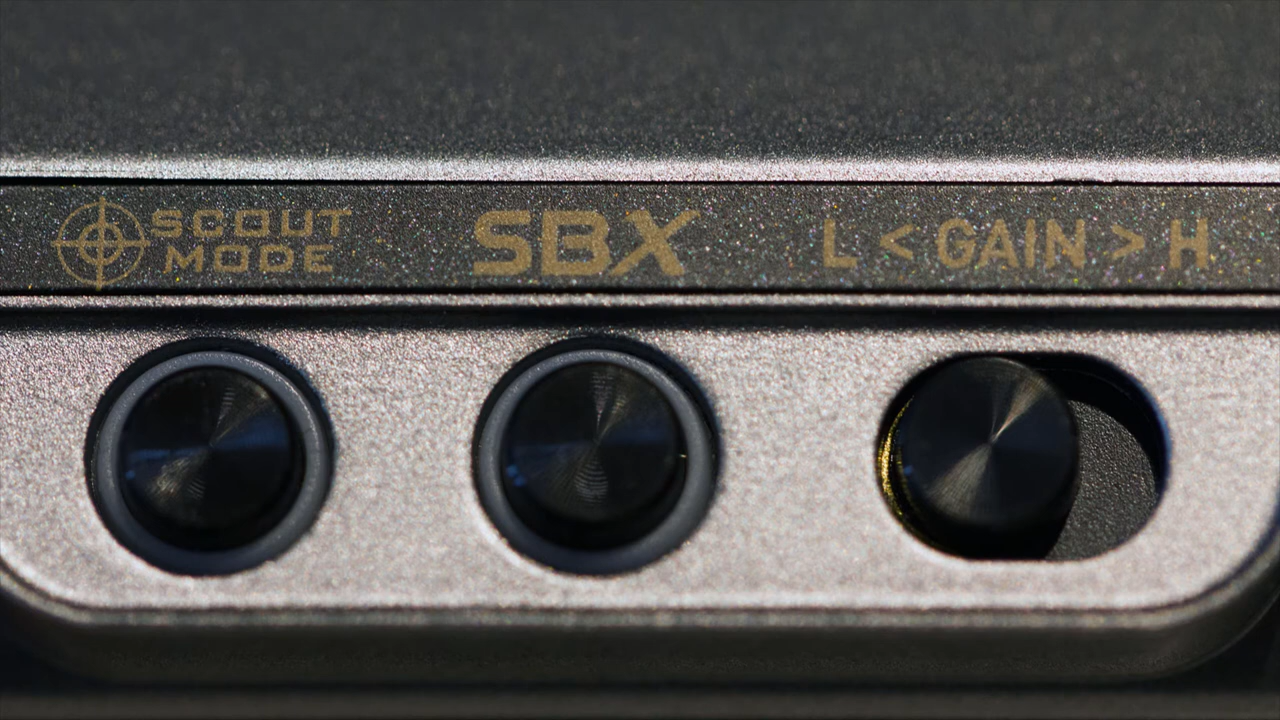 SCOUT
MODE
SBX
L < GAIN > H